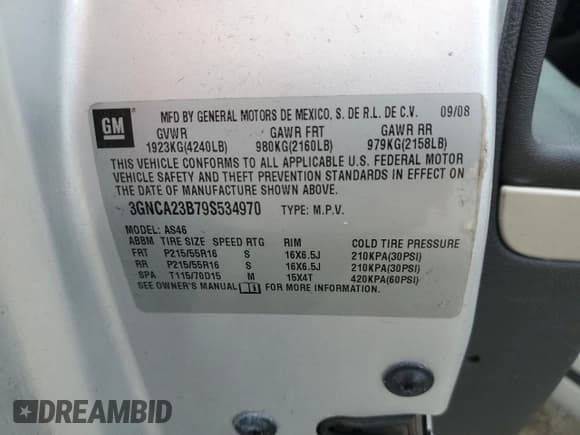 GM
MFD BY GENERAL MOTORS DE MEXICO, S. DE R.L. DE C.V. 09/08
GVWR GAWR FRT GAWR RR
1923KG(4240LB) 980KG(2160LB) 979KG(2158LB)
THIS VEHICLE CONFORMS TO ALL APPLICABLE U.S. FEDERAL MOTOR
VEHICLE SAFETY AND THEFT PREVENTION STANDARDS IN EFFECT ON
THE DATE OF MANUFACTURE SHOWN ABOVE.
3GNCA23B79S534970 TYPE: M.P.V.
MODEL: AS46
ABBM TIRE SIZE SPEED RTG RIM COLD TIRE PRESSURE
FRT P215/55R16 S 16X6.5J 210KPA(30PSI)
RR P215/55R16 S 16X6.5J 210KPA(30PSI)
SPA T115/70D15 M 15X4T 420KPA(60PSI)
SEE OWNER'S MANUAL FOR MORE INFORMATION.
DREAMBID